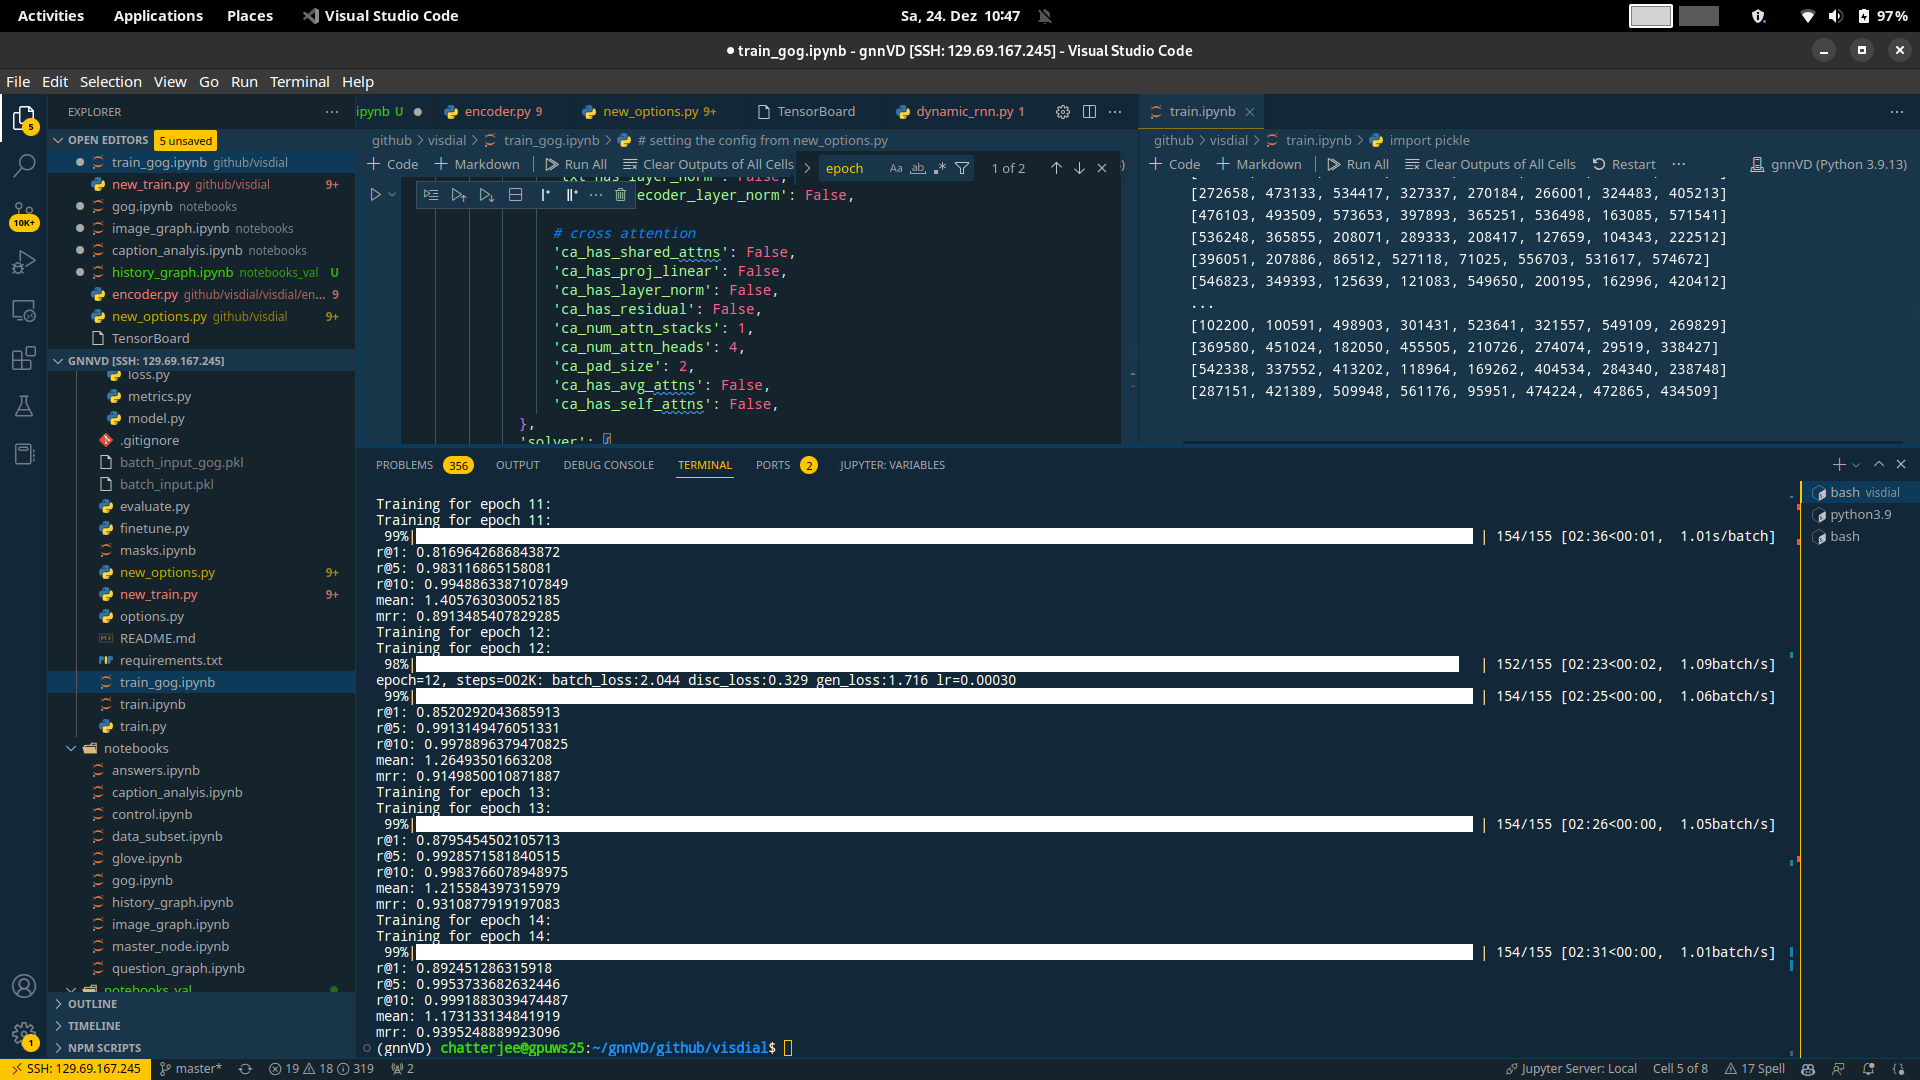 Activities Applications Places Visual Studio Code Sa, 24. Dez 10:47 97%
train_gog.ipynb - gnnVD [SSH: 129.69.167.245] - Visual Studio Code
File Edit Selection View Go Run Terminal Help
EXPLORER
OPEN EDITORS 5 unsaved
train_gog.ipynb github/visdial
new_train.py github/visdial 9+
gog.ipynb notebooks
image_graph.ipynb notebooks
caption_analyis.ipynb notebooks
history_graph.ipynb notebooks_val U
encoder.py github/visdial/visdial/en... 9
new_options.py github/visdial 9+
TensorBoard
GNNVD [SSH: 129.69.167.245]
loss.py
metrics.py
model.py
.gitignore
batch_input_gog.pkl
batch_input.pkl
evaluate.py
finetune.py
masks.ipynb
new_options.py 9+
new_train.py 9+
options.py
README.md
requirements.txt
train_gog.ipynb
train.ipynb
train.py
notebooks
answers.ipynb
caption_analyis.ipynb
control.ipynb
data_subset.ipynb
glove.ipynb
gog.ipynb
history_graph.ipynb
image_graph.ipynb
master_node.ipynb
question_graph.ipynb
notebooks_val
OUTLINE
TIMELINE
NPM SCRIPTS
5
10K+
1
ipynb U encoder.py 9 new_options.py 9+ TensorBoard dynamic_rnn.py 1
github > visdial > train_gog.ipynb > # setting the config from new_options.py
+ Code + Markdown Run All Clear Outputs of All Cells
epoch Aa ab .* 1 of 2
'txt_has_layer_norm': False,
ecoder_layer_norm': False,
# cross attention
'ca_has_shared_attns': False,
'ca_has_proj_linear': False,
'ca_has_layer_norm': False,
'ca_has_residual': False,
'ca_num_attn_stacks': 1,
'ca_num_attn_heads': 4,
'ca_pad_size': 2,
'ca_has_avg_attns': False,
'ca_has_self_attns': False,
},
'solver': {
train.ipynb
github > visdial > train.ipynb > import pickle
+ Code + Markdown Run All Clear Outputs of All Cells Restart ... gnnVD (Python 3.9.13)
[272658, 473133, 534417, 327337, 270184, 266001, 324483, 405213]
[476103, 493509, 573653, 397893, 365251, 536498, 163085, 571541]
[536248, 365855, 208071, 289333, 208417, 127659, 104343, 222512]
[396051, 207886, 86512, 527118, 71025, 556703, 531617, 574672]
[546823, 349393, 125639, 121083, 549650, 200195, 162996, 420412]
...
[102200, 100591, 498903, 301431, 523641, 321557, 549109, 269829]
[369580, 451024, 182050, 455505, 210726, 274074, 29519, 338427]
[542338, 337552, 413202, 118964, 169262, 404534, 284340, 238748]
[287151, 421389, 509948, 561176, 95951, 474224, 472865, 434509]
PROBLEMS 356 OUTPUT DEBUG CONSOLE TERMINAL PORTS 2 JUPYTER: VARIABLES
Training for epoch 11:
Training for epoch 11:
99%| | 154/155 [02:36<00:01, 1.01s/batch]
r@1: 0.8169642686843872
r@5: 0.983116865158081
r@10: 0.9948863387107849
mean: 1.405763030052185
mrr: 0.8913485407829285
Training for epoch 12:
Training for epoch 12:
98%| | 152/155 [02:23<00:02, 1.09batch/s]
epoch=12, steps=002K: batch_loss:2.044 disc_loss:0.329 gen_loss:1.716 lr=0.00030
99%| | 154/155 [02:25<00:00, 1.06batch/s]
r@1: 0.8520292043685913
r@5: 0.9913149476051331
r@10: 0.9978896379470825
mean: 1.26493501663208
mrr: 0.9149850010871887
Training for epoch 13:
Training for epoch 13:
99%| | 154/155 [02:26<00:00, 1.05batch/s]
r@1: 0.8795454502105713
r@5: 0.9928571581840515
r@10: 0.9983766078948975
mean: 1.215584397315979
mrr: 0.9310877919197083
Training for epoch 14:
Training for epoch 14:
99%| | 154/155 [02:31<00:00, 1.01batch/s]
r@1: 0.892451286315918
r@5: 0.9953733682632446
r@10: 0.9991883039474487
mean: 1.173133134841919
mrr: 0.9395248889923096
(gnnVD) chatterjee@gpuws25:~/gnnVD/github/visdial$
bash visdial
python3.9
bash
SSH: 129.69.167.245 master* 19 18 319 2 Jupyter Server: Local Cell 5 of 8 17 Spell